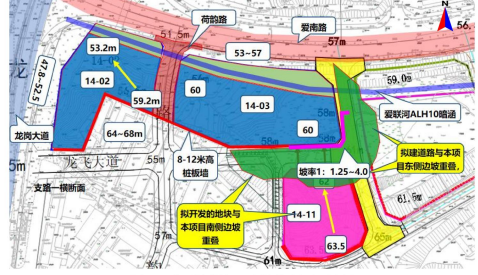 荷韵路
爱南路
N
56.
51.5m
57m
53~57
53.2m
14-02
59.0m
47.8~52.5
59.2m
60
14-03
58m
爱联河ALH10暗涵
龙岗大道
64~68m
60
58m
龙飞大道
55m
8-12米高
桩板墙
坡率1：1.25~4.0
拟建道路与本项
目东侧边坡重叠,
支路一横断面
62
61.5m
拟开发的地块与
本项目南侧边坡
重叠
14-11
57m
63.5
65m
61m